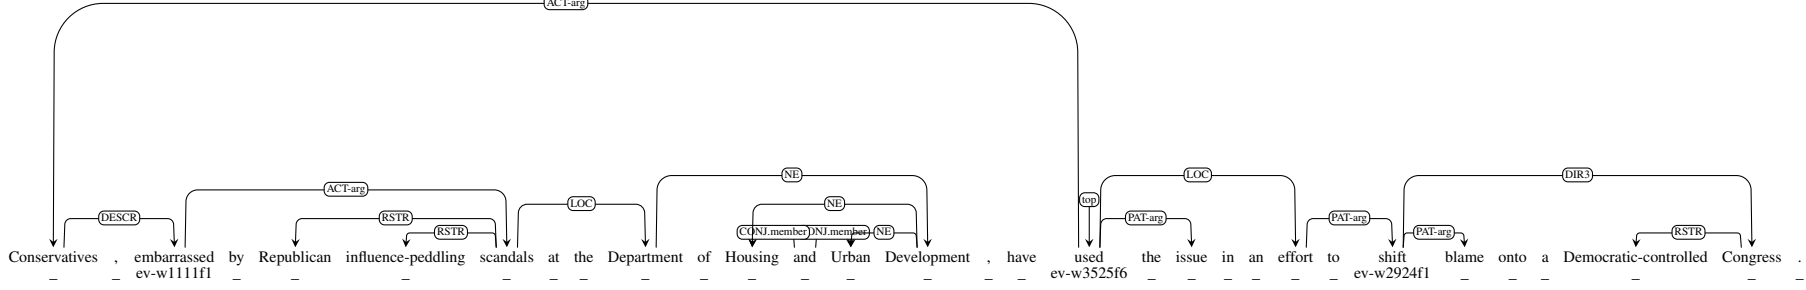 ACT-arg
NE
DIR3
LOC
ACT-arg
top
LOC
NE
DESCR
RSTR
PAT-arg
PAT-arg
RSTR
CONJ.member
NE
PAT-arg
RSTR
Conservatives , embarrassed by Republican influence-peddling scandals at the Department of Housing and Urban Development , have used the issue in an effort to shift blame onto a Democratic-controlled Congress .
_ _ ev-w1111f1 _ _ _ _ _ _ _ _ _ _ _ _ _ _ ev-w3525f6 _ _ _ _ _ _ ev-w2924f1 _ _ _ _ _ _